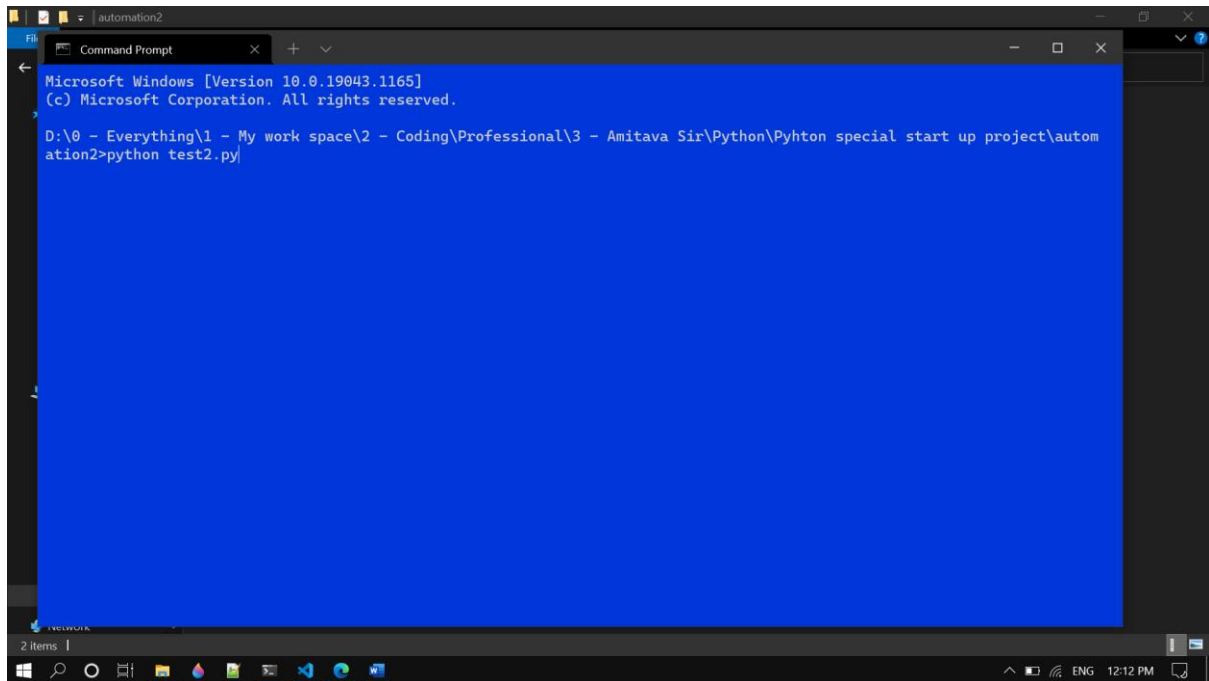 automation2
File
Command Prompt
Microsoft Windows [Version 10.0.19043.1165]
(c) Microsoft Corporation. All rights reserved.
D:\0 - Everything\1 - My work space\2 - Coding\Professional\3 - Amitava Sir\Python\Pyhton special start up project\autom
ation2>python test2.py
Network
2 items
ENG 12:12 PM